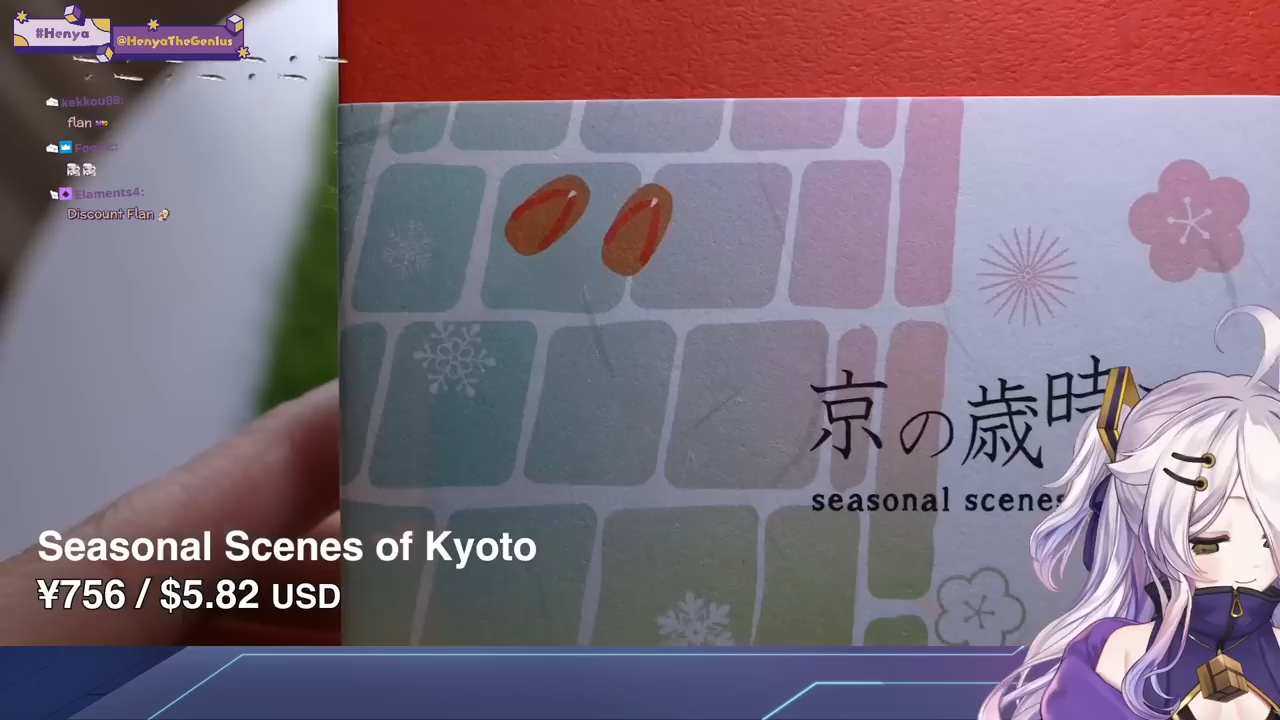 #Henya
@HenyaTheGenius
kekkou88:
flan
Elaments4:
Discount Flan
京の歳時
seasonal scenes
Seasonal Scenes of Kyoto
¥756 / $5.82 USD